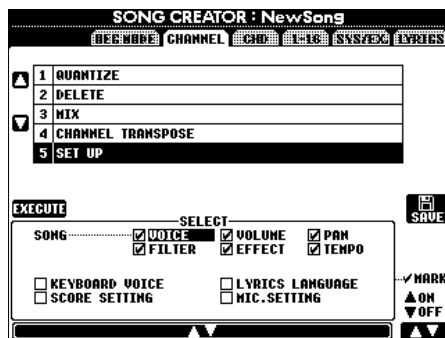 SONG CREATOR : NewSong
REC MODE CHANNEL CHD 1-16 SYS/EX. LYRICS
1 QUANTIZE
2 DELETE
3 MIX
4 CHANNEL TRANSPOSE
5 SET UP
EXECUTE
SAVE
SELECT
SONG VOICE VOLUME PAN
FILTER EFFECT TEMPO
KEYBOARD VOICE LYRICS LANGUAGE
SCORE SETTING MIC.SETTING
MARK
ON
OFF